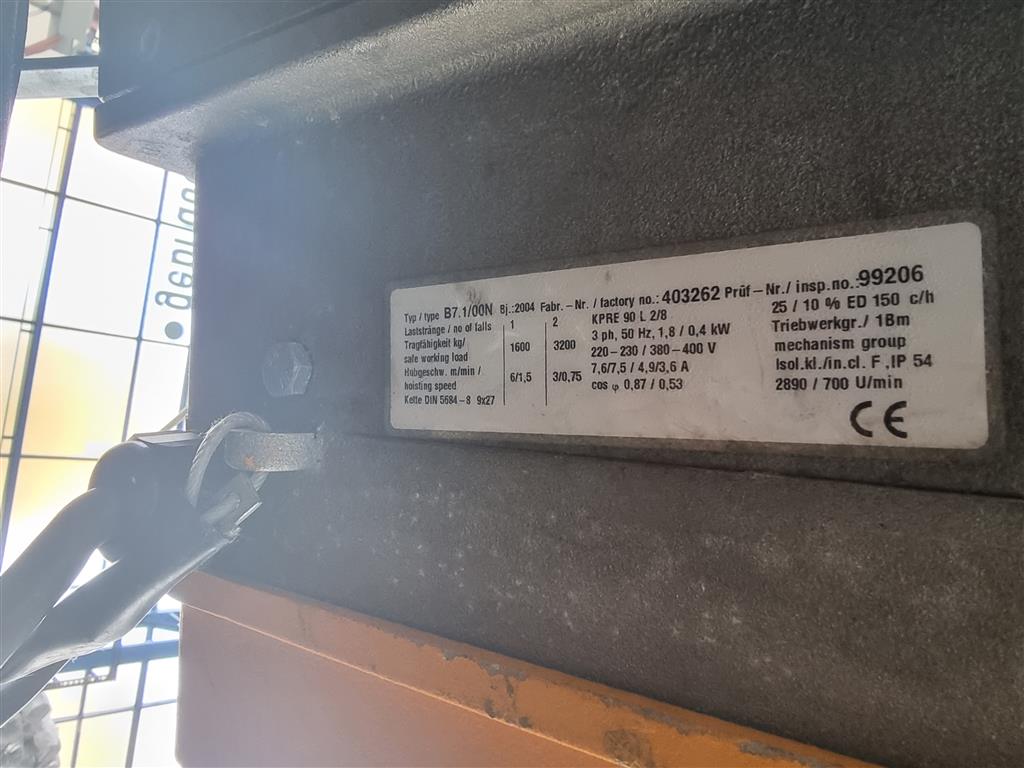 Typ / type B7.1/00N Bj.:2004 Fabr.-Nr. / factory no.: 403262 Prüf-Nr./ insp.no.:99206
Laststränge / no of falls 1 2 KPRE 90 L 2/8 25 / 10 % ED 150 c/h
Tragfähigkeit kg/ 1600 3200 3 ph, 50 Hz, 1,8 / 0,4 kW Triebwerkgr./ 1Bm
safe working load 220-230 / 380-400 V mechanism group
Hubgeschw. m/min / 6/1,5 3/0,75 7,6/7,5 / 4,9/3,6 A Isol.kl./in.cl. F ,IP 54
hoisting speed cos φ 0,87 / 0,53 2890 / 700 U/min
Kette DIN 5684-8 9x27
CE